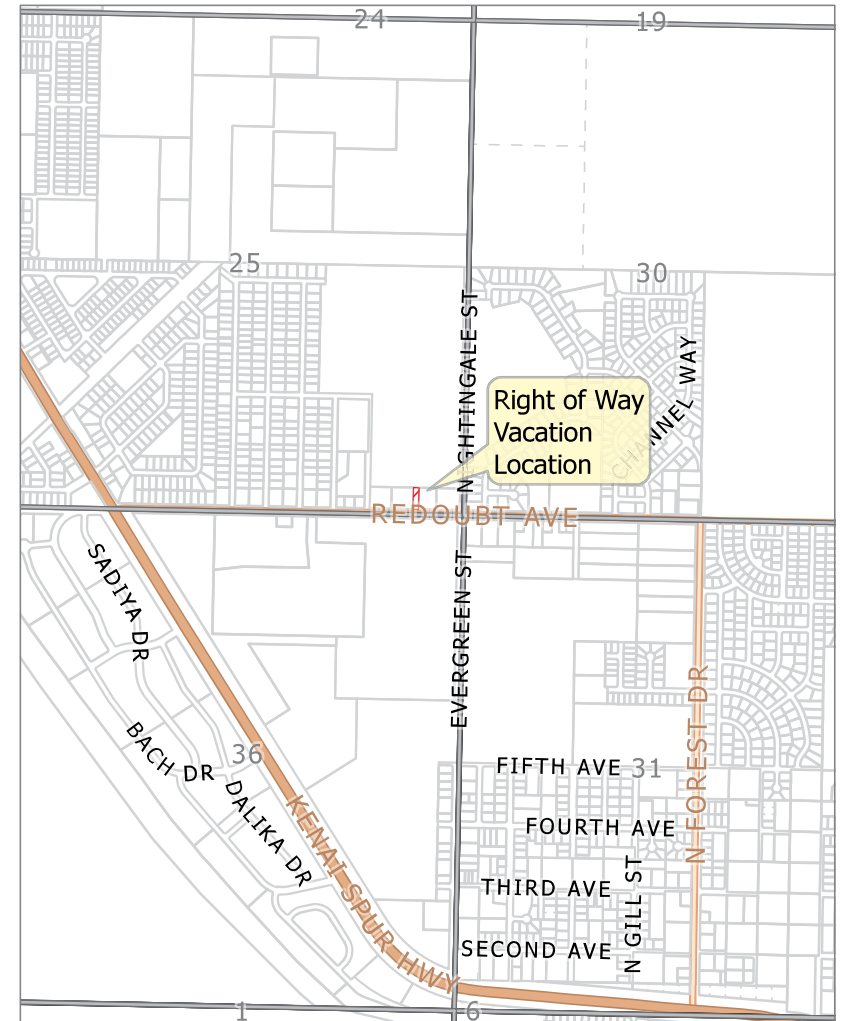 24
19
25
30
NIGHTINGALE ST
CHANNEL WAY
Right of Way
Vacation
Location
REDOUBT AVE
SADIYA DR
EVERGREEN ST
N FOREST DR
BACH DR
36
FIFTH AVE
31
DALIKA DR
KENAI SPUR HWY
FOURTH AVE
THIRD AVE
N GILL ST
SECOND AVE
1
6